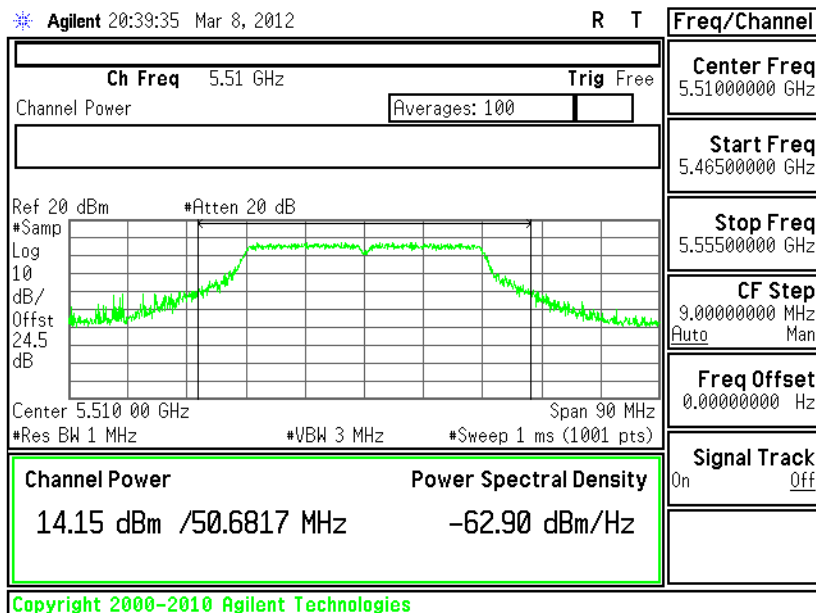 Agilent 20:39:35 Mar 8, 2012 R T
Freq/Channel
Ch Freq 5.51 GHz Trig Free
Channel Power Averages: 100
Ref 20 dBm #Atten 20 dB
#Samp
Log
10
dB/
Offst
24.5
dB
Center 5.510 00 GHz Span 90 MHz
#Res BW 1 MHz #VBW 3 MHz #Sweep 1 ms (1001 pts)
Channel Power Power Spectral Density
14.15 dBm /50.6817 MHz -62.90 dBm/Hz
Center Freq
5.51000000 GHz
Start Freq
5.46500000 GHz
Stop Freq
5.55500000 GHz
CF Step
9.00000000 MHz
Auto Man
Freq Offset
0.00000000 Hz
Signal Track
On Off
Copyright 2000-2010 Agilent Technologies